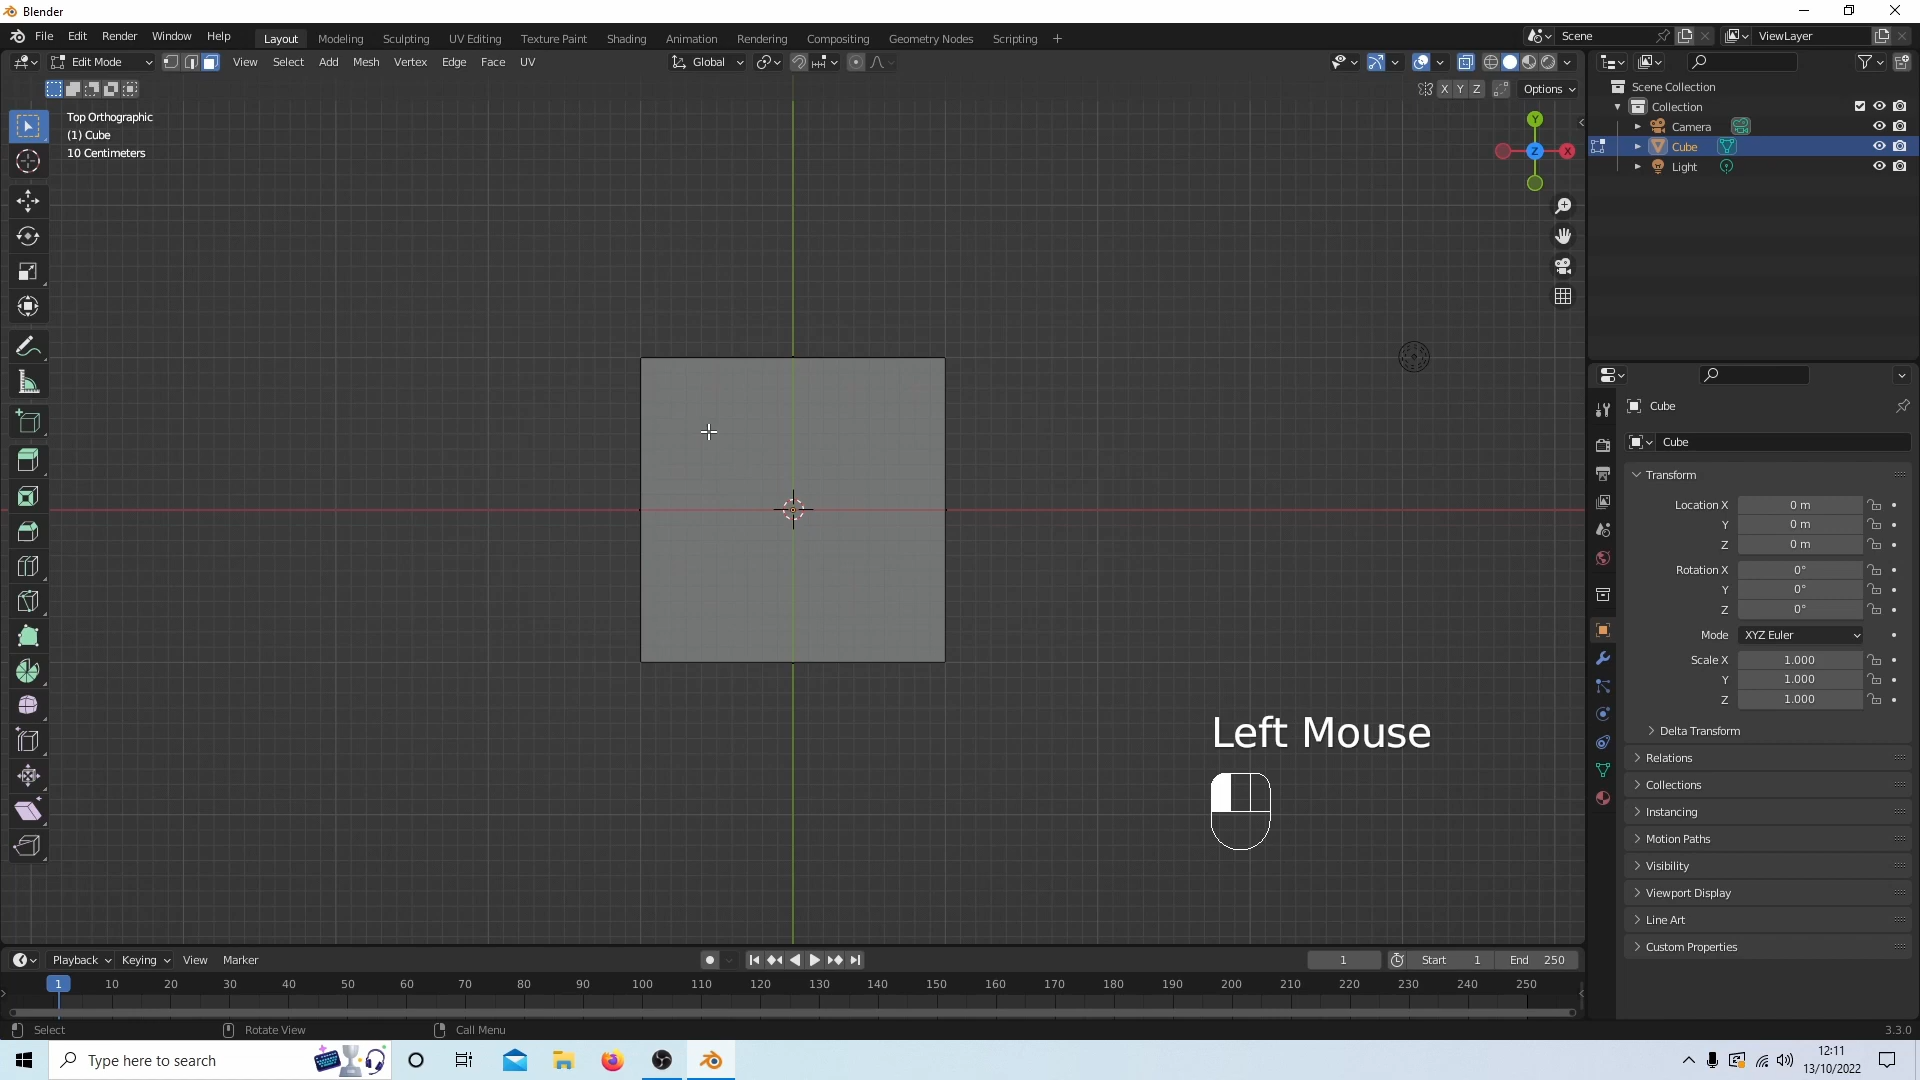 Blender
File Edit Render Window Help Layout Modeling Sculpting UV Editing Texture Paint Shading Animation Rendering Compositing Geometry Nodes Scripting + Scene ViewLayer
Edit Mode View Select Add Mesh Vertex Edge Face UV Global
X Y Z Options
Scene Collection
Collection
Camera
Cube
Light
Top Orthographic
(1) Cube
10 Centimeters
Y
Z X
Cube
Cube
Transform
Location X 0 m
Y 0 m
Z 0 m
Rotation X 0°
Y 0°
Z 0°
Mode XYZ Euler
Scale X 1.000
Y 1.000
Z 1.000
Delta Transform
Relations
Collections
Instancing
Motion Paths
Visibility
Viewport Display
Line Art
Custom Properties
Left Mouse
Playback Keying View Marker 1 Start 1 End 250
1 10 20 30 40 50 60 70 80 90 100 110 120 130 140 150 160 170 180 190 200 210 220 230 240 250
Select Rotate View Call Menu 3.3.0
Type here to search
12:11
13/10/2022